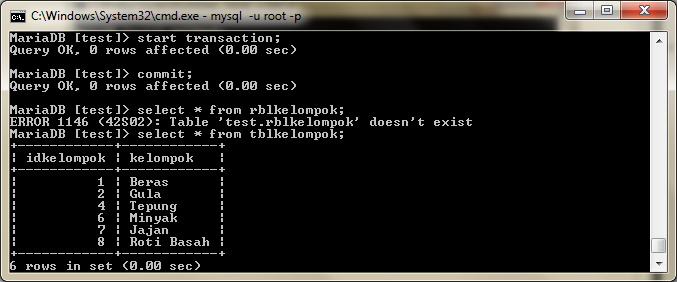 C:\Windows\System32\cmd.exe - mysql -u root -p
MariaDB [test]> start transaction;
Query OK, 0 rows affected (0.00 sec)
MariaDB [test]> commit;
Query OK, 0 rows affected (0.00 sec)
MariaDB [test]> select * from rblkelompok;
ERROR 1146 (42S02): Table 'test.rblkelompok' doesn't exist
MariaDB [test]> select * from tblkelompok;
+------------+------------+
| idkelompok | kelompok   |
+------------+------------+
|          1 | Beras      |
|          2 | Gula       |
|          4 | Tepung     |
|          6 | Minyak     |
|          7 | Jajan      |
|          8 | Roti Basah |
+------------+------------+
6 rows in set (0.00 sec)